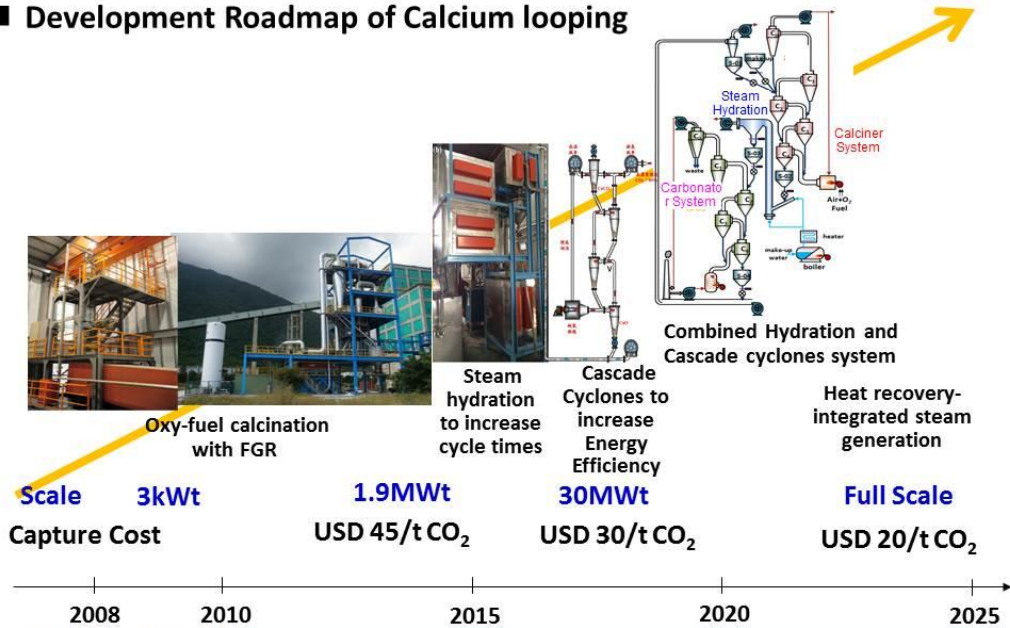 Development Roadmap of Calcium looping
make-up
Steam
Hydration
C₁
Calciner
System
waste
Carbonato
r System
Air+O₂
Fuel
heater
make-up
water
boiler
Combined Hydration and
Cascade cyclones system
Oxy-fuel calcination
with FGR
Steam
hydration
to increase
cycle times
Cascade
Cyclones to
increase
Energy
Efficiency
Heat recovery-
integrated steam
generation
Scale 3kWt 1.9MWt 30MWt Full Scale
Capture Cost USD 45/t CO₂ USD 30/t CO₂ USD 20/t CO₂
2008 2010 2015 2020 2025